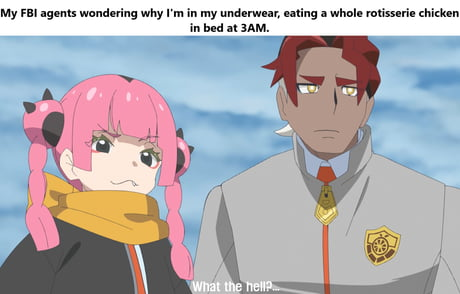 My FBI agents wondering why I'm in my underwear, eating a whole rotisserie chicken
in bed at 3AM.
What the hell?...